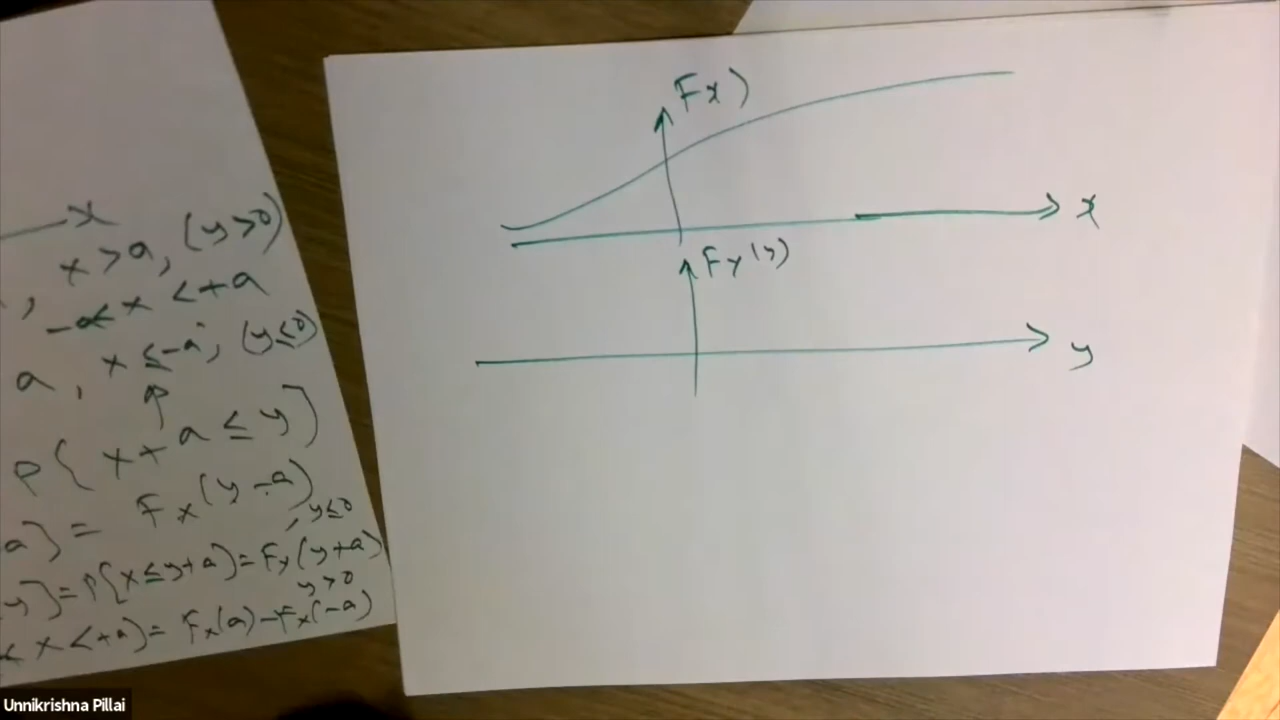 x
x > a, (y > 0)
, -a < x < +a
a, x ≤ -a, (y ≤ 0)
P{ x + a ≤ y }
a} = Fx(y - a), y ≤ 0
y} = P{x ≤ y + a} = Fx(y + a)
y > 0
< x < +a} = Fx(a) - Fx(-a)
Fx)
x
Fy(y)
y
Unnikrishna Pillai